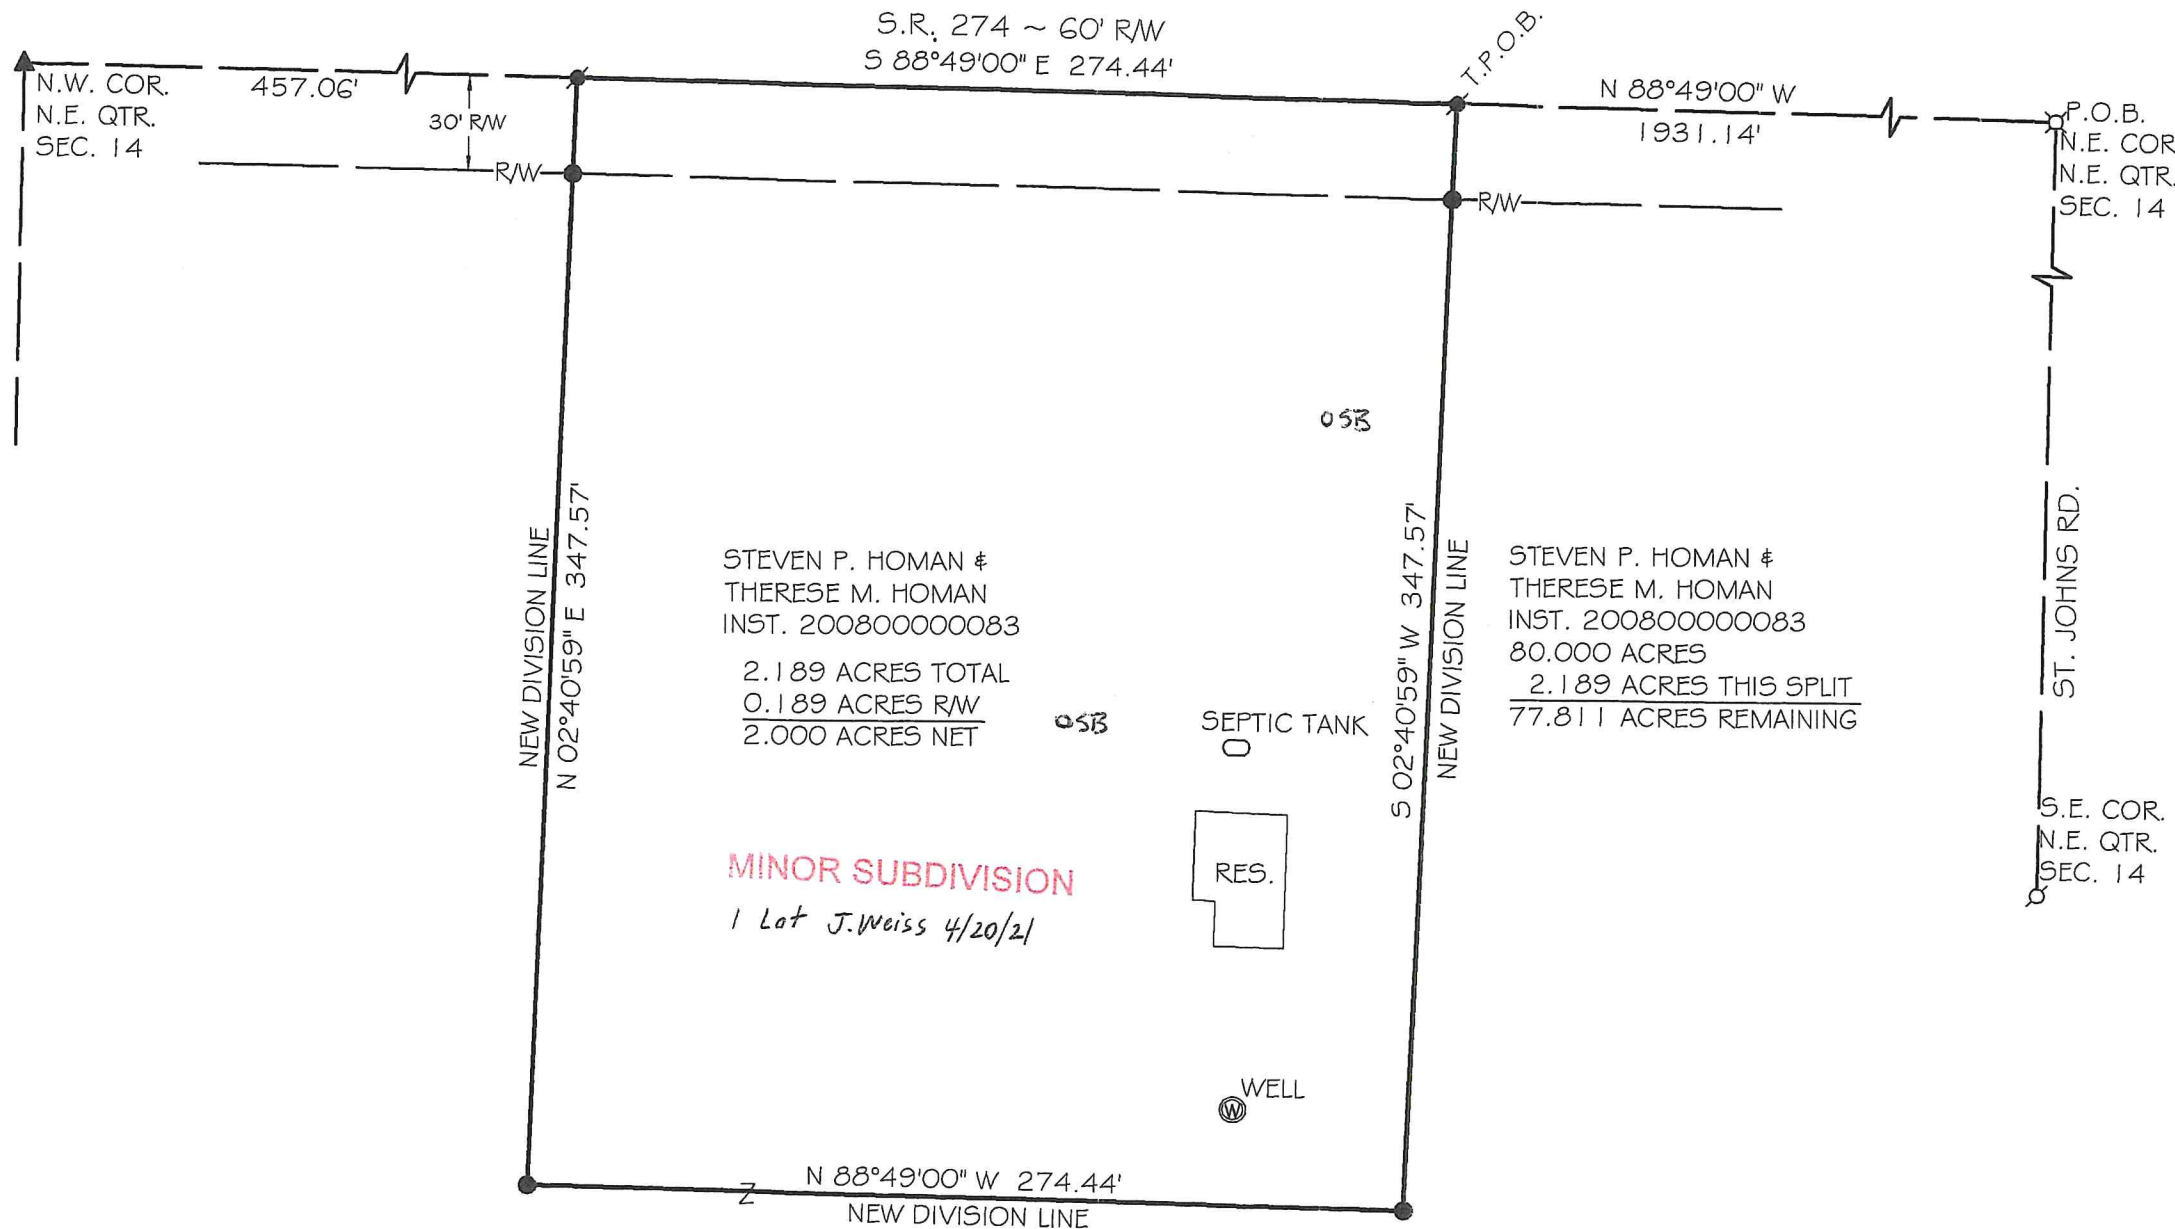 S.R. 274 ~ 60' R/W
S 88°49'00" E 274.44'
T.P.O.B.
N.W. COR.
N.E. QTR.
SEC. 14
457.06'
30' R/W
N 88°49'00" W
1931.14'
P.O.B.
N.E. COR
N.E. QTR.
SEC. 14
R/W
R/W
OSB
NEW DIVISION LINE
N 02°40'59" E 347.57'
STEVEN P. HOMAN &
THERESE M. HOMAN
INST. 200800000083
2.189 ACRES TOTAL
0.189 ACRES R/W
2.000 ACRES NET
OSB
SEPTIC TANK
S 02°40'59" W 347.57'
NEW DIVISION LINE
STEVEN P. HOMAN &
THERESE M. HOMAN
INST. 200800000083
80.000 ACRES
2.189 ACRES THIS SPLIT
77.811 ACRES REMAINING
ST. JOHNS RD.
S.E. COR.
N.E. QTR.
SEC. 14
RES.
MINOR SUBDIVISION
1 Lot J.Weiss 4/20/21
WELL
W
N 88°49'00" W 274.44'
Z
NEW DIVISION LINE